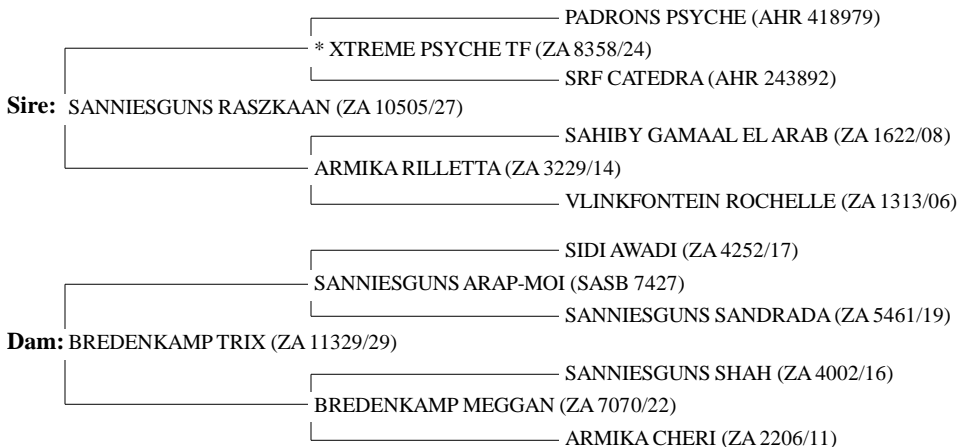 PADRONS PSYCHE (AHR 418979)
* XTREME PSYCHE TF (ZA 8358/24)
SRF CATEDRA (AHR 243892)
Sire: SANNIESGUNS RASZKAAN (ZA 10505/27)
SAHIBY GAMAAL EL ARAB (ZA 1622/08)
ARMIKA RILLETTA (ZA 3229/14)
VLINKFONTEIN ROCHELLE (ZA 1313/06)
SIDI AWADI (ZA 4252/17)
SANNIESGUNS ARAP-MOI (SASB 7427)
SANNIESGUNS SANDRADA (ZA 5461/19)
Dam: BREDENKAMP TRIX (ZA 11329/29)
SANNIESGUNS SHAH (ZA 4002/16)
BREDENKAMP MEGGAN (ZA 7070/22)
ARMIKA CHERI (ZA 2206/11)